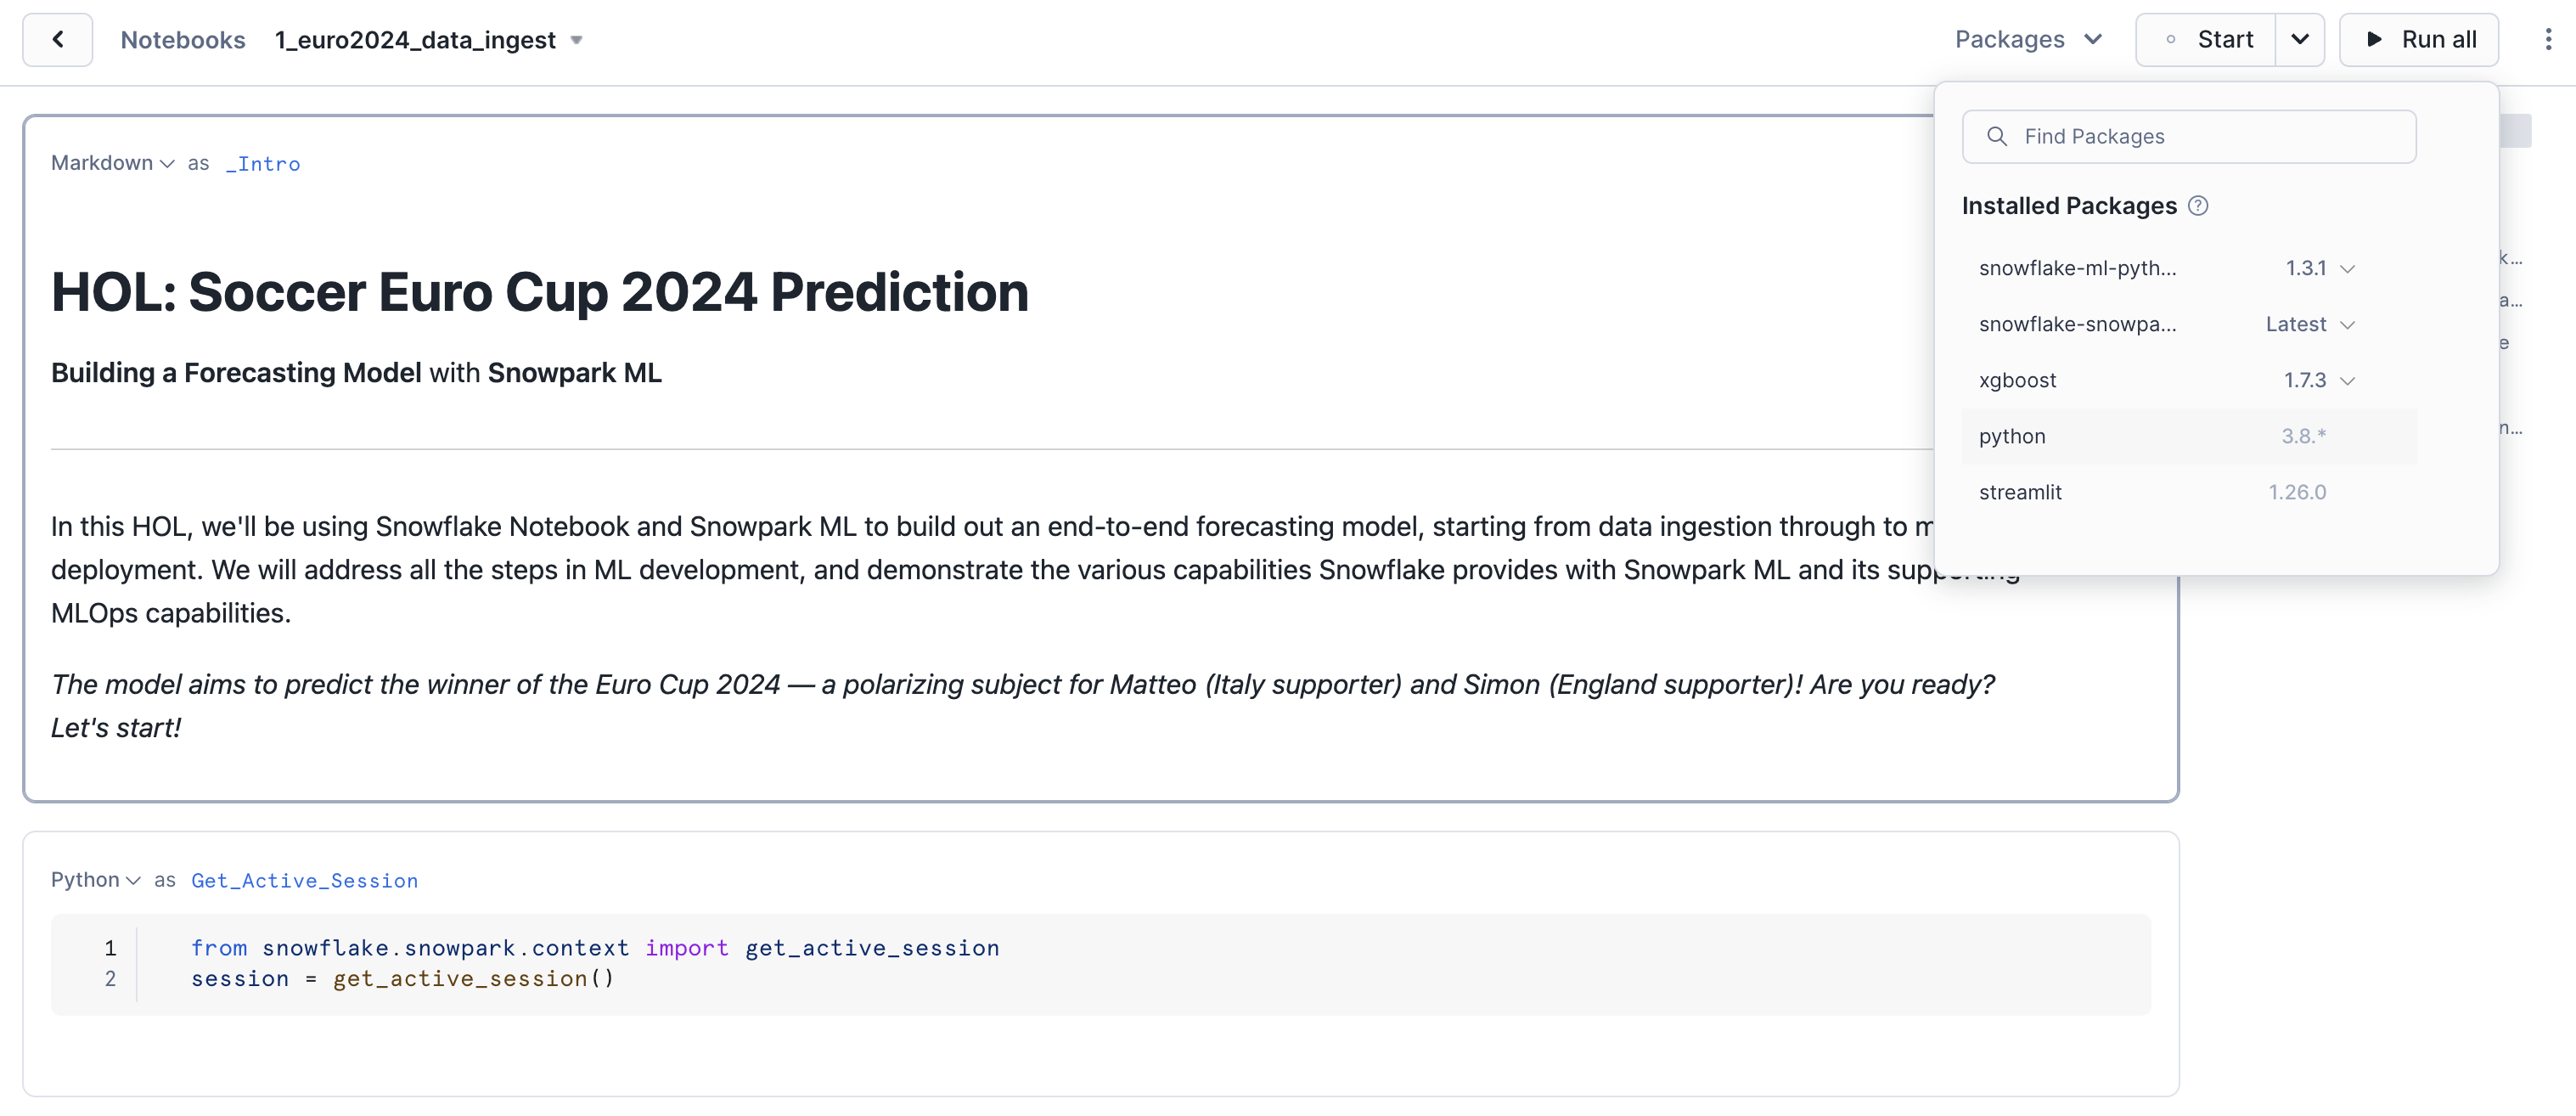 Notebooks 1_euro2024_data_ingest Packages Start Run all
Find Packages
Installed Packages ?
snowflake-ml-pyth... 1.3.1
snowflake-snowpa... Latest
xgboost 1.7.3
python 3.8.*
streamlit 1.26.0
k...
a...
e
n...
Markdown as _Intro
HOL: Soccer Euro Cup 2024 Prediction
Building a Forecasting Model with Snowpark ML
In this HOL, we'll be using Snowflake Notebook and Snowpark ML to build out an end-to-end forecasting model, starting from data ingestion through to m
deployment. We will address all the steps in ML development, and demonstrate the various capabilities Snowflake provides with Snowpark ML and its supporting
MLOps capabilities.
The model aims to predict the winner of the Euro Cup 2024 — a polarizing subject for Matteo (Italy supporter) and Simon (England supporter)! Are you ready?
Let's start!
Python as Get_Active_Session
1 from snowflake.snowpark.context import get_active_session
2 session = get_active_session()